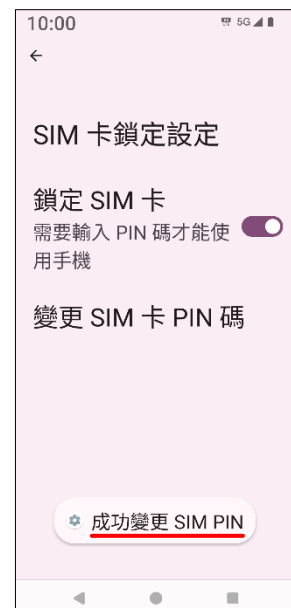 10:00 5G
SIM 卡鎖定設定
鎖定 SIM 卡
需要輸入 PIN 碼才能使
用手機
變更 SIM 卡 PIN 碼
成功變更 SIM PIN